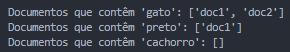 Documentos que contêm 'gato': ['doc1', 'doc2']
Documentos que contêm 'preto': ['doc1']
Documentos que contêm 'cachorro': []